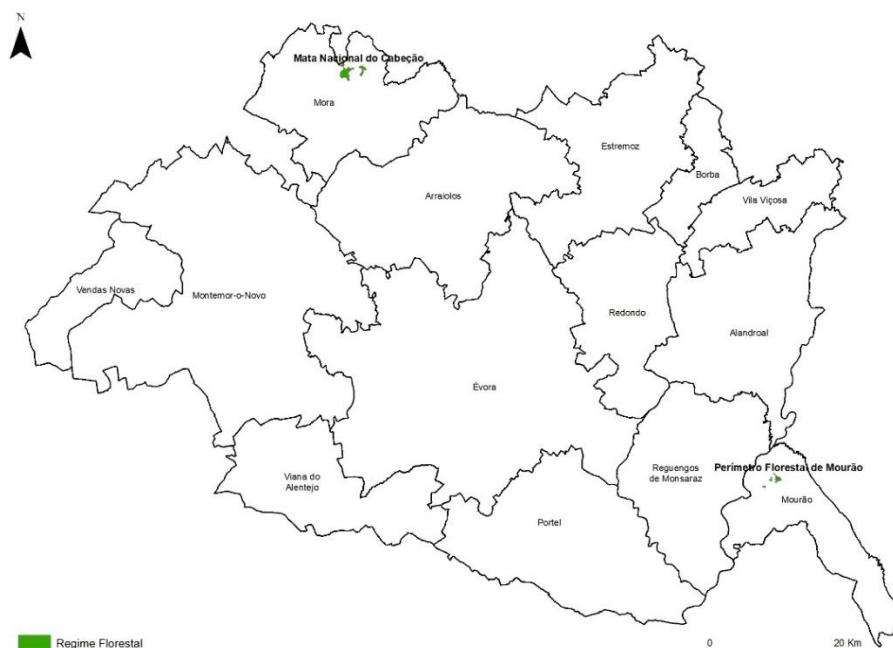 N
Mata Nacional do Cabeção
Mora
Estremoz
Borba
Arraiolos
Vila Viçosa
Vendas Novas
Montemor-o-Novo
Redondo
Alandroal
Évora
Viana do
Alentejo
Reguengos
de Monsaraz
Perímetro Florestal de Mourão
Mourão
Portel
Regime Florestal
0 20 Km